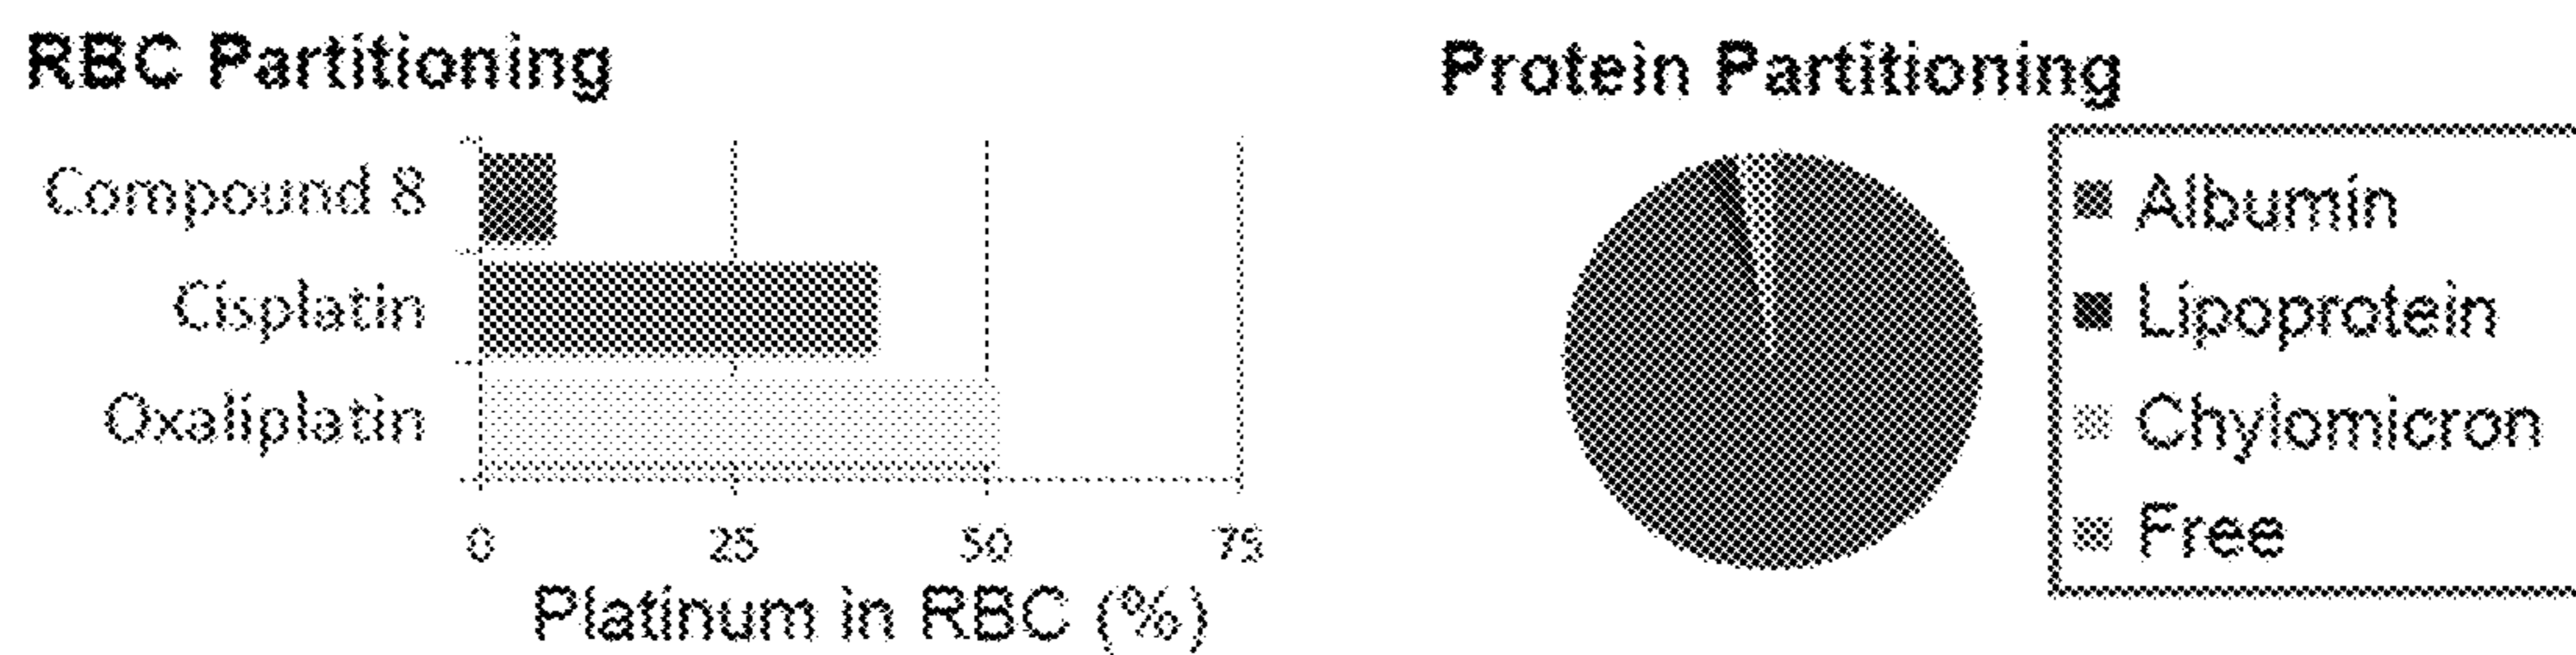 RBC Partitioning
Compound 8
Cisplatin
Oxaliplatin
0 25 50 75
Platinum in RBC (%)
Protein Partitioning
Albumin
Lipoprotein
Chylomicron
Free